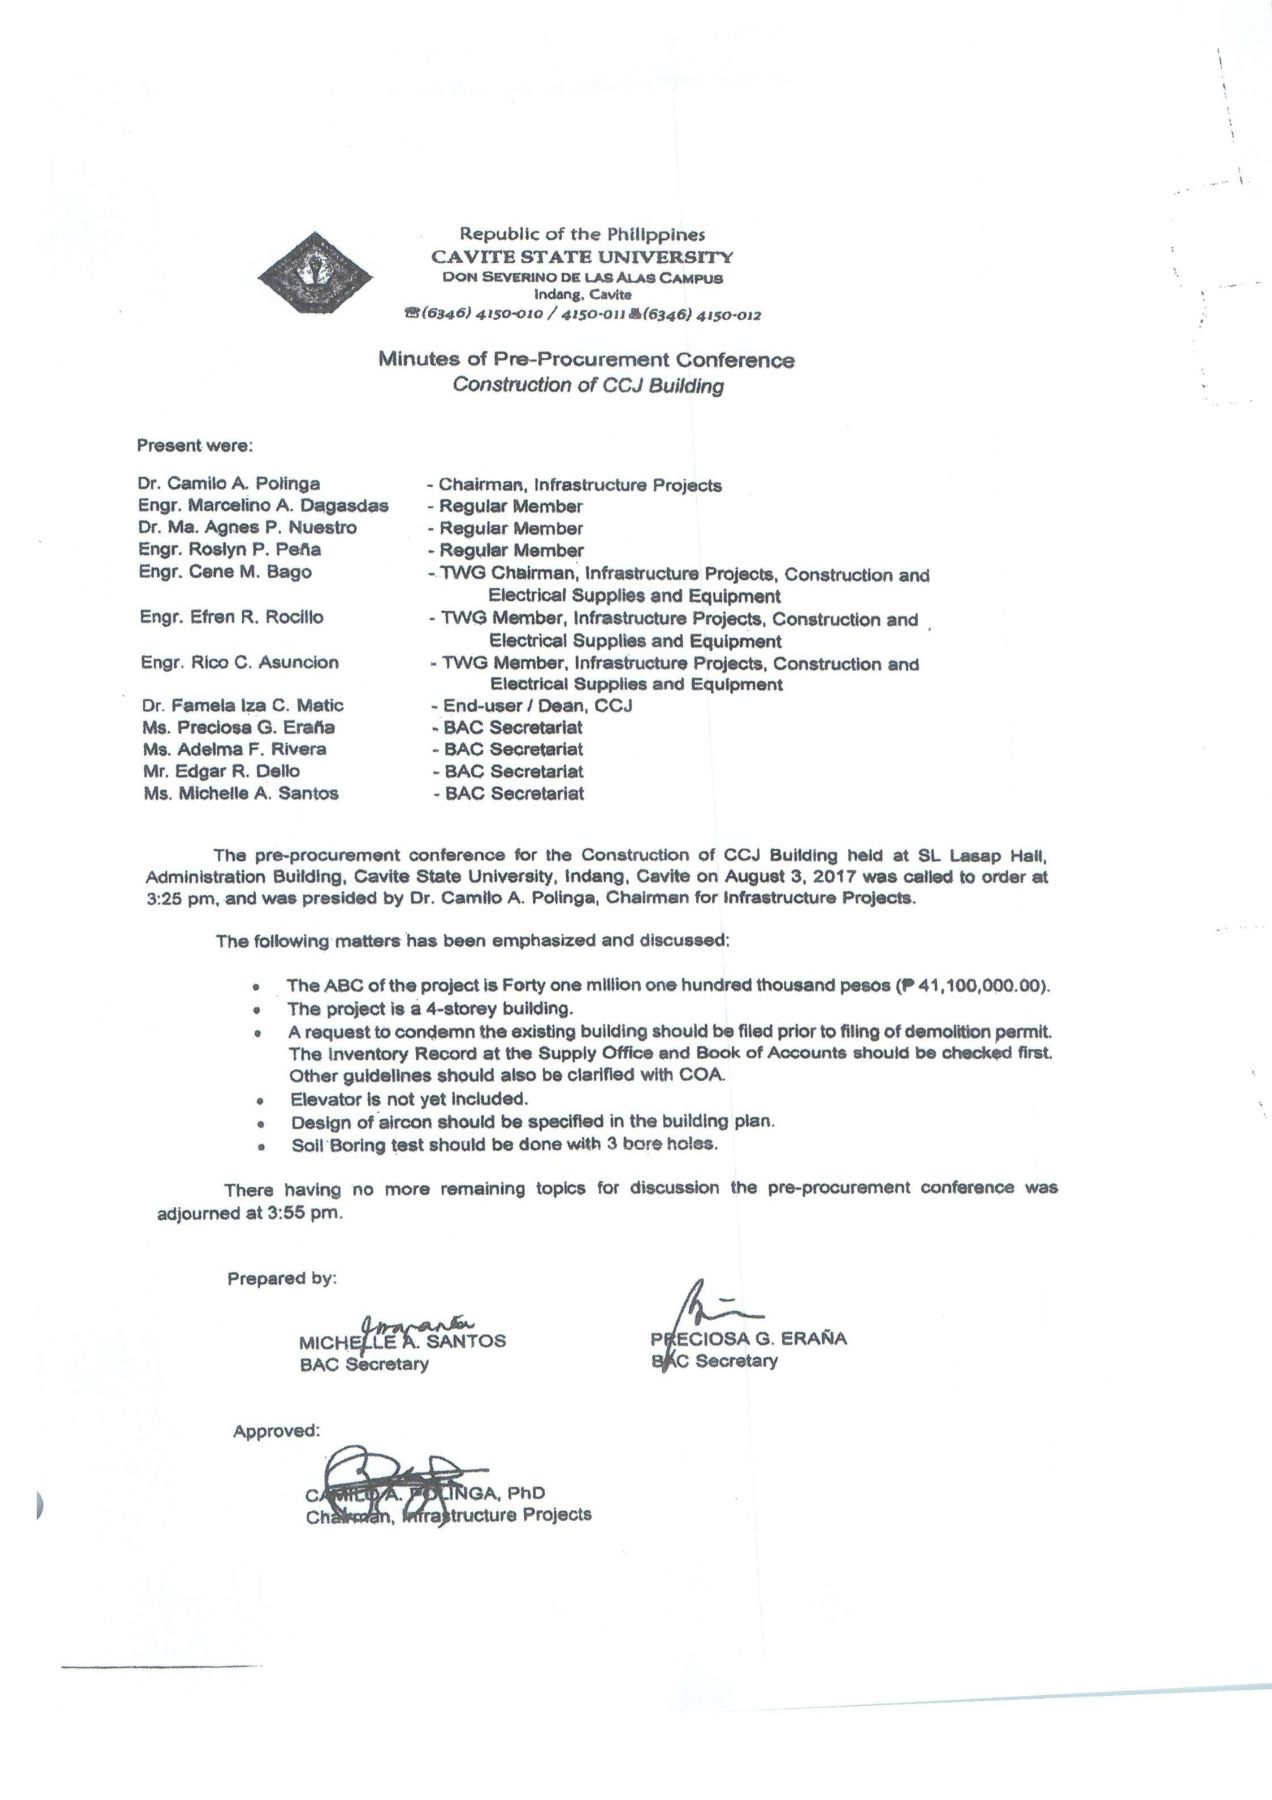 Republic of the Philippines
CAVITE STATE UNIVERSITY
DON SEVERINO DE LAS ALAS CAMPUS
Indang, Cavite
☎(6346) 4150-010 / 4150-011 🖷(6346) 4150-012
Minutes of Pre-Procurement Conference
Construction of CCJ Building
Present were:
Dr. Camilo A. Polinga - Chairman, Infrastructure Projects
Engr. Marcelino A. Dagasdas - Regular Member
Dr. Ma. Agnes P. Nuestro - Regular Member
Engr. Roslyn P. Peña - Regular Member
Engr. Cene M. Bago - TWG Chairman, Infrastructure Projects, Construction and
Electrical Supplies and Equipment
Engr. Efren R. Rocillo - TWG Member, Infrastructure Projects, Construction and
Electrical Supplies and Equipment
Engr. Rico C. Asuncion - TWG Member, Infrastructure Projects, Construction and
Electrical Supplies and Equipment
Dr. Famela Iza C. Matic - End-user / Dean, CCJ
Ms. Preciosa G. Eraña - BAC Secretariat
Ms. Adelma F. Rivera - BAC Secretariat
Mr. Edgar R. Dello - BAC Secretariat
Ms. Michelle A. Santos - BAC Secretariat
The pre-procurement conference for the Construction of CCJ Building held at SL Lasap Hall,
Administration Building, Cavite State University, Indang, Cavite on August 3, 2017 was called to order at
3:25 pm, and was presided by Dr. Camilo A. Polinga, Chairman for Infrastructure Projects.
The following matters has been emphasized and discussed:
• The ABC of the project is Forty one million one hundred thousand pesos (₱ 41,100,000.00).
• The project is a 4-storey building.
• A request to condemn the existing building should be filed prior to filing of demolition permit.
The Inventory Record at the Supply Office and Book of Accounts should be checked first.
Other guidelines should also be clarified with COA.
• Elevator is not yet included.
• Design of aircon should be specified in the building plan.
• Soil Boring test should be done with 3 bore holes.
There having no more remaining topics for discussion the pre-procurement conference was
adjourned at 3:55 pm.
Prepared by:
MICHELLE A. SANTOS PRECIOSA G. ERAÑA
BAC Secretary BAC Secretary
Approved:
CAMILO A. POLINGA, PhD
Chairman, Infrastructure Projects